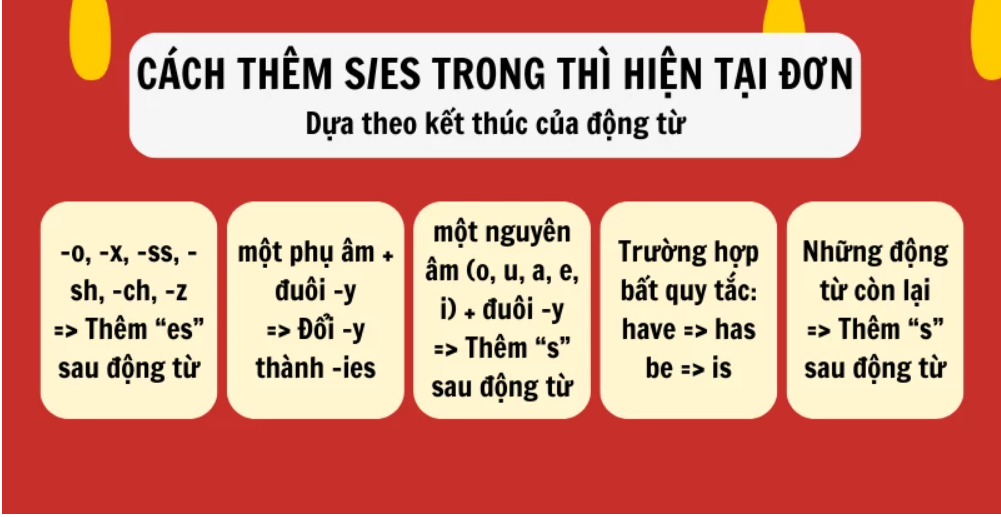 CÁCH THÊM S/ES TRONG THÌ HIỆN TẠI ĐƠN
Dựa theo kết thúc của động từ
-o, -x, -ss, -
sh, -ch, -z
=> Thêm “es”
sau động từ
một phụ âm +
đuôi -y
=> Đổi -y
thành -ies
một nguyên
âm (o, u, a, e,
i) + đuôi -y
=> Thêm “s”
sau động từ
Trường hợp
bất quy tắc:
have => has
be => is
Những động
từ còn lại
=> Thêm “s”
sau động từ